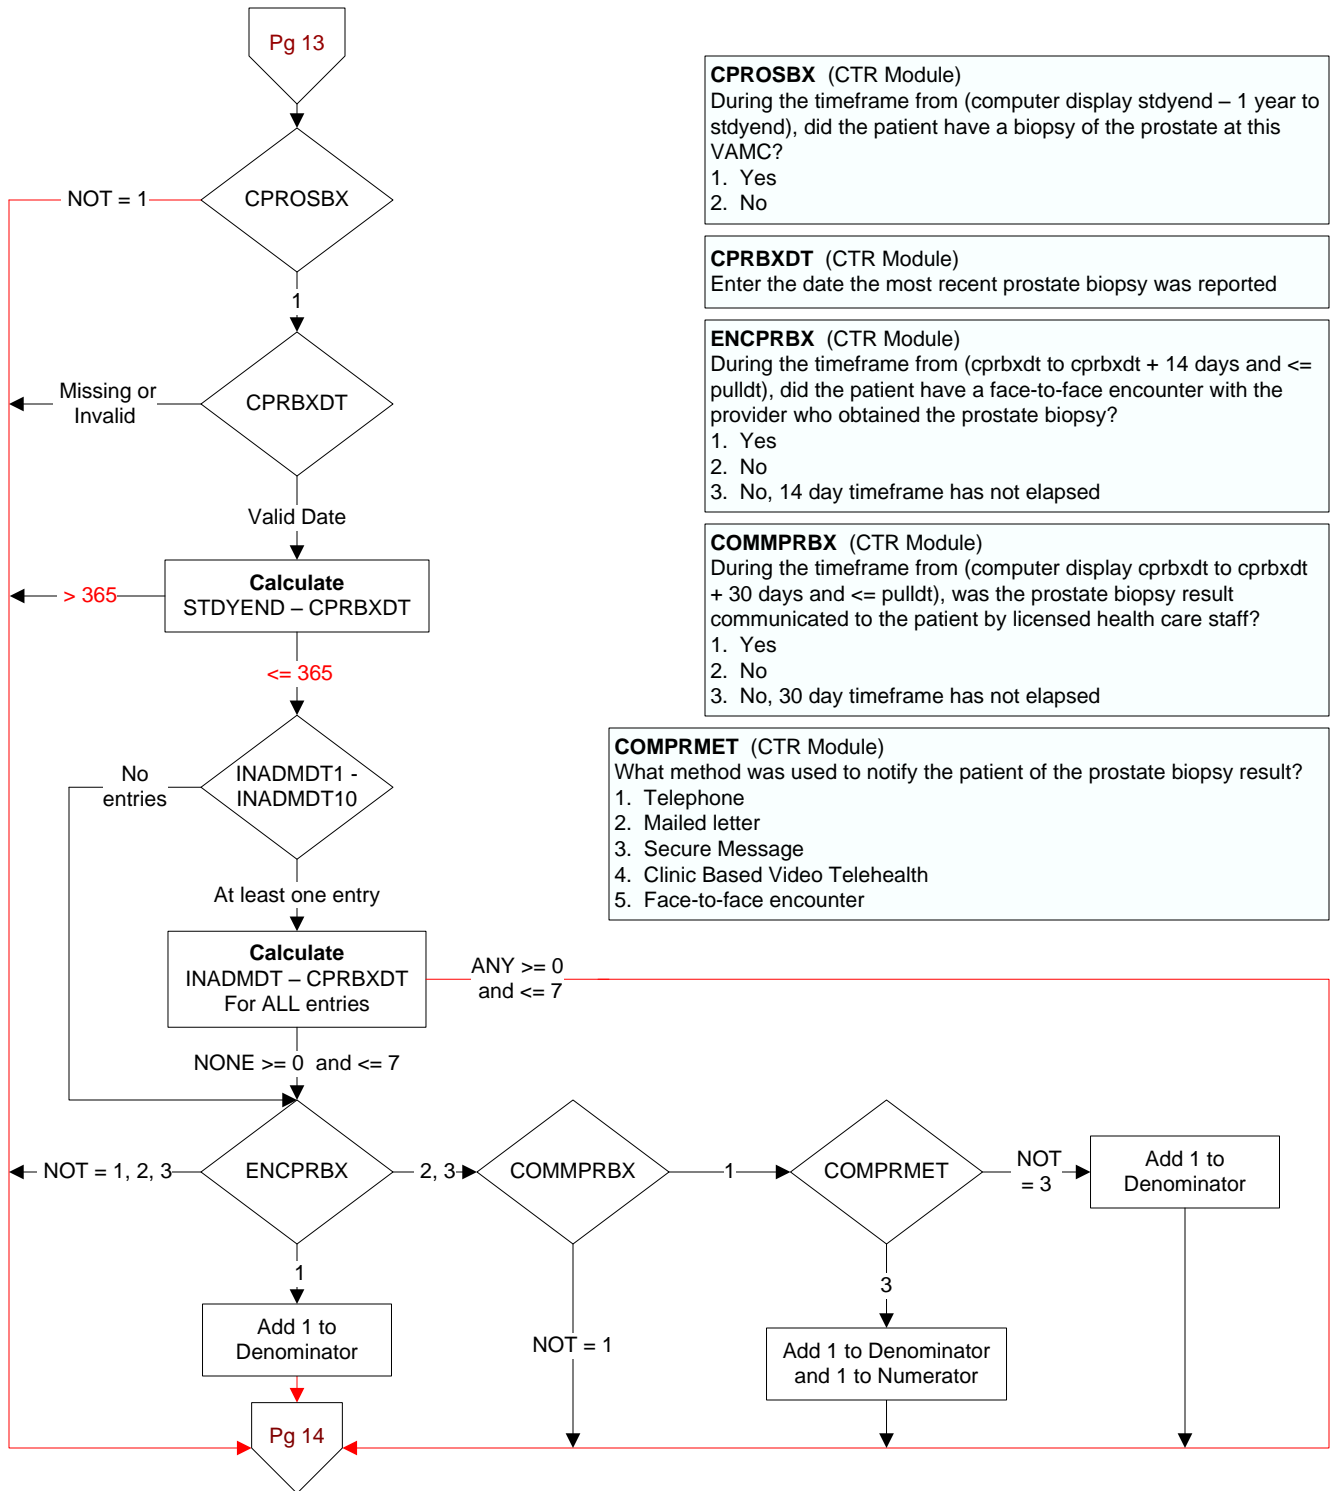 Pg 13
CPROSBX (CTR Module)
During the timeframe from (computer display stdyend – 1 year to
stdyend), did the patient have a biopsy of the prostate at this
VAMC?
1. Yes
2. No
NOT = 1
CPROSBX
1
CPRBXDT (CTR Module)
Enter the date the most recent prostate biopsy was reported
Missing or
Invalid
CPRBXDT
ENCPRBX (CTR Module)
During the timeframe from (cprbxdt to cprbxdt + 14 days and <=
pulldt), did the patient have a face-to-face encounter with the
provider who obtained the prostate biopsy?
1. Yes
2. No
3. No, 14 day timeframe has not elapsed
Valid Date
Calculate
STDYEND – CPRBXDT
> 365
<= 365
COMMPRBX (CTR Module)
During the timeframe from (computer display cprbxdt to cprbxdt
+ 30 days and <= pulldt), was the prostate biopsy result
communicated to the patient by licensed health care staff?
1. Yes
2. No
3. No, 30 day timeframe has not elapsed
No
entries
INADMDT1 -
INADMDT10
COMPRMET (CTR Module)
What method was used to notify the patient of the prostate biopsy result?
1. Telephone
2. Mailed letter
3. Secure Message
4. Clinic Based Video Telehealth
5. Face-to-face encounter
At least one entry
Calculate
INADMDT – CPRBXDT
For ALL entries
ANY >= 0
and <= 7
NONE >= 0 and <= 7
NOT = 1, 2, 3
ENCPRBX
2, 3
COMMPRBX
1
COMPRMET
NOT
= 3
Add 1 to
Denominator
1
3
Add 1 to
Denominator
NOT = 1
Add 1 to Denominator
and 1 to Numerator
Pg 14